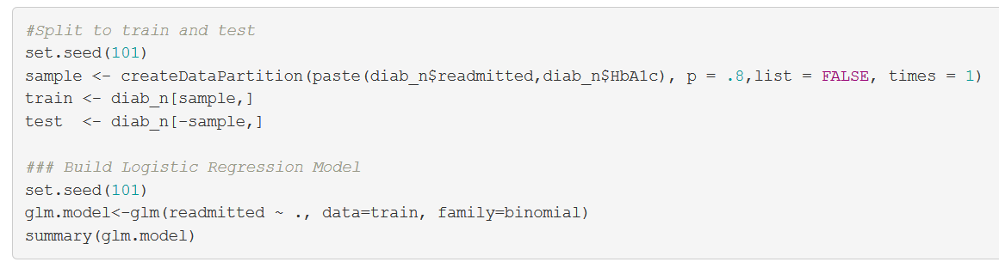 #Split to train and test
set.seed(101)
sample <- createDataPartition(paste(diab_n$readmitted,diab_n$HbA1c), p = .8,list = FALSE, times = 1)
train <- diab_n[sample,]
test  <- diab_n[-sample,]
### Build Logistic Regression Model
set.seed(101)
glm.model<-glm(readmitted ~ ., data=train, family=binomial)
summary(glm.model)